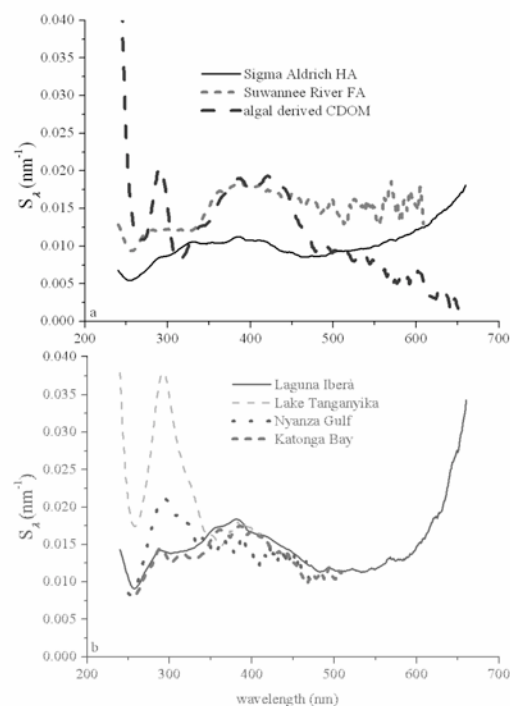 0.040
0.035
0.030
0.025
0.020
0.015
0.010
0.005
0.000
S_λ (nm⁻¹)
Sigma Aldrich HA
Suwannee River FA
algal derived CDOM
a
200 300 400 500 600 700
0.040
0.035
0.030
0.025
0.020
0.015
0.010
0.005
0.000
S_λ (nm⁻¹)
Laguna Iberà
Lake Tanganyika
Nyanza Gulf
Katonga Bay
b
200 300 400 500 600 700
wavelength (nm)